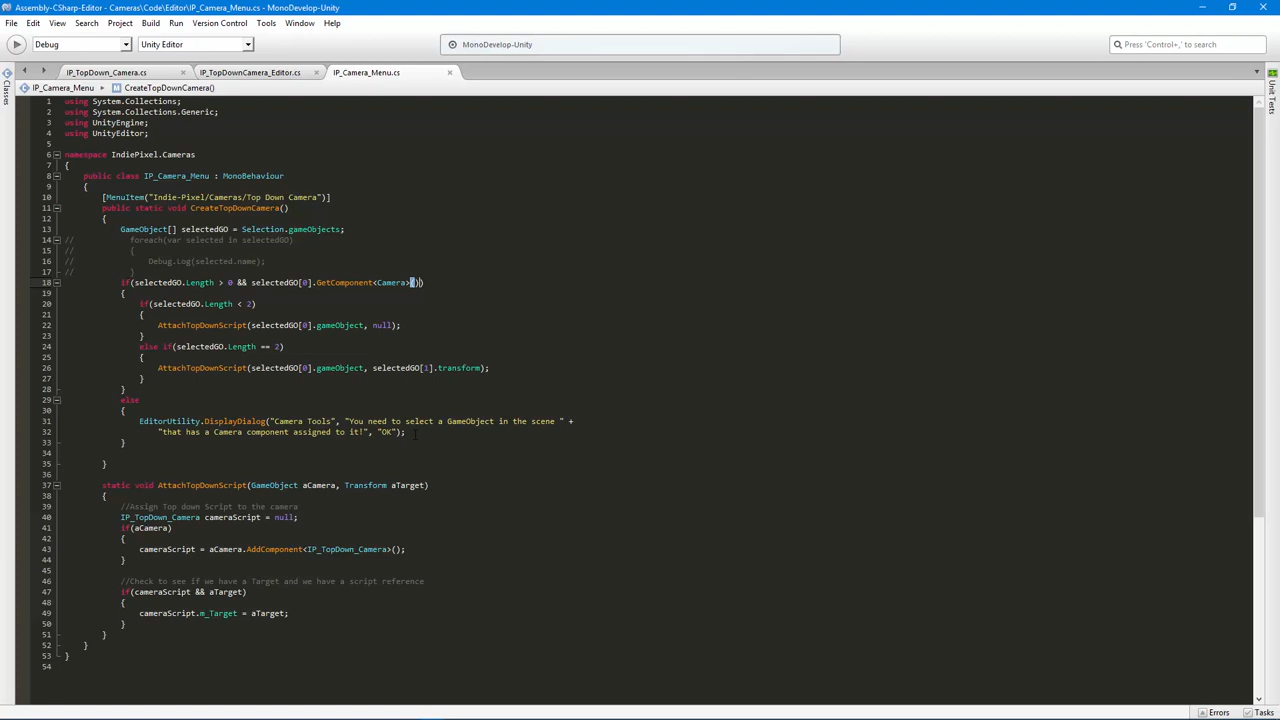 Assembly-CSharp-Editor - Cameras\Code\Editor\IP_Camera_Menu.cs - MonoDevelop-Unity
File Edit View Search Project Build Run Version Control Tools Window Help
Debug Unity Editor MonoDevelop-Unity Press 'Control+,' to search
IP_TopDown_Camera.cs IP_TopDownCamera_Editor.cs IP_Camera_Menu.cs
IP_Camera_Menu CreateTopDownCamera()
Classes
Unit Tests
1 using System.Collections;
2 using System.Collections.Generic;
3 using UnityEngine;
4 using UnityEditor;
5
6 namespace IndiePixel.Cameras
7 {
8 public class IP_Camera_Menu : MonoBehaviour
9 {
10 [MenuItem("Indie-Pixel/Cameras/Top Down Camera")]
11 public static void CreateTopDownCamera()
12 {
13 GameObject[] selectedGO = Selection.gameObjects;
14 // foreach(var selected in selectedGO)
15 // {
16 // Debug.Log(selected.name);
17 // }
18 if(selectedGO.Length > 0 && selectedGO[0].GetComponent<Camera>())
19 {
20 if(selectedGO.Length < 2)
21 {
22 AttachTopDownScript(selectedGO[0].gameObject, null);
23 }
24 else if(selectedGO.Length == 2)
25 {
26 AttachTopDownScript(selectedGO[0].gameObject, selectedGO[1].transform);
27 }
28 }
29 else
30 {
31 EditorUtility.DisplayDialog("Camera Tools", "You need to select a GameObject in the scene " +
32 "that has a Camera component assigned to it!", "OK");
33 }
34
35 }
36
37 static void AttachTopDownScript(GameObject aCamera, Transform aTarget)
38 {
39 //Assign Top down Script to the camera
40 IP_TopDown_Camera cameraScript = null;
41 if(aCamera)
42 {
43 cameraScript = aCamera.AddComponent<IP_TopDown_Camera>();
44 }
45
46 //Check to see if we have a Target and we have a script reference
47 if(cameraScript && aTarget)
48 {
49 cameraScript.m_Target = aTarget;
50 }
51 }
52 }
53 }
54
Errors Tasks